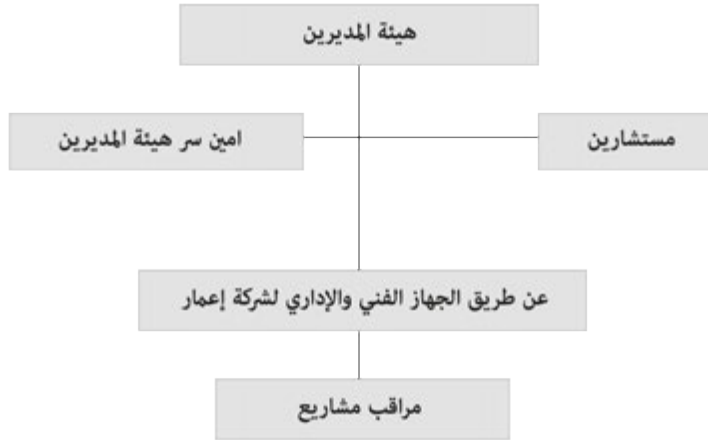 هيئة المديرين
مستشارين
امين سر هيئة المديرين
عن طريق الجهاز الفني والإداري لشركة إعمار
مراقب مشاريع